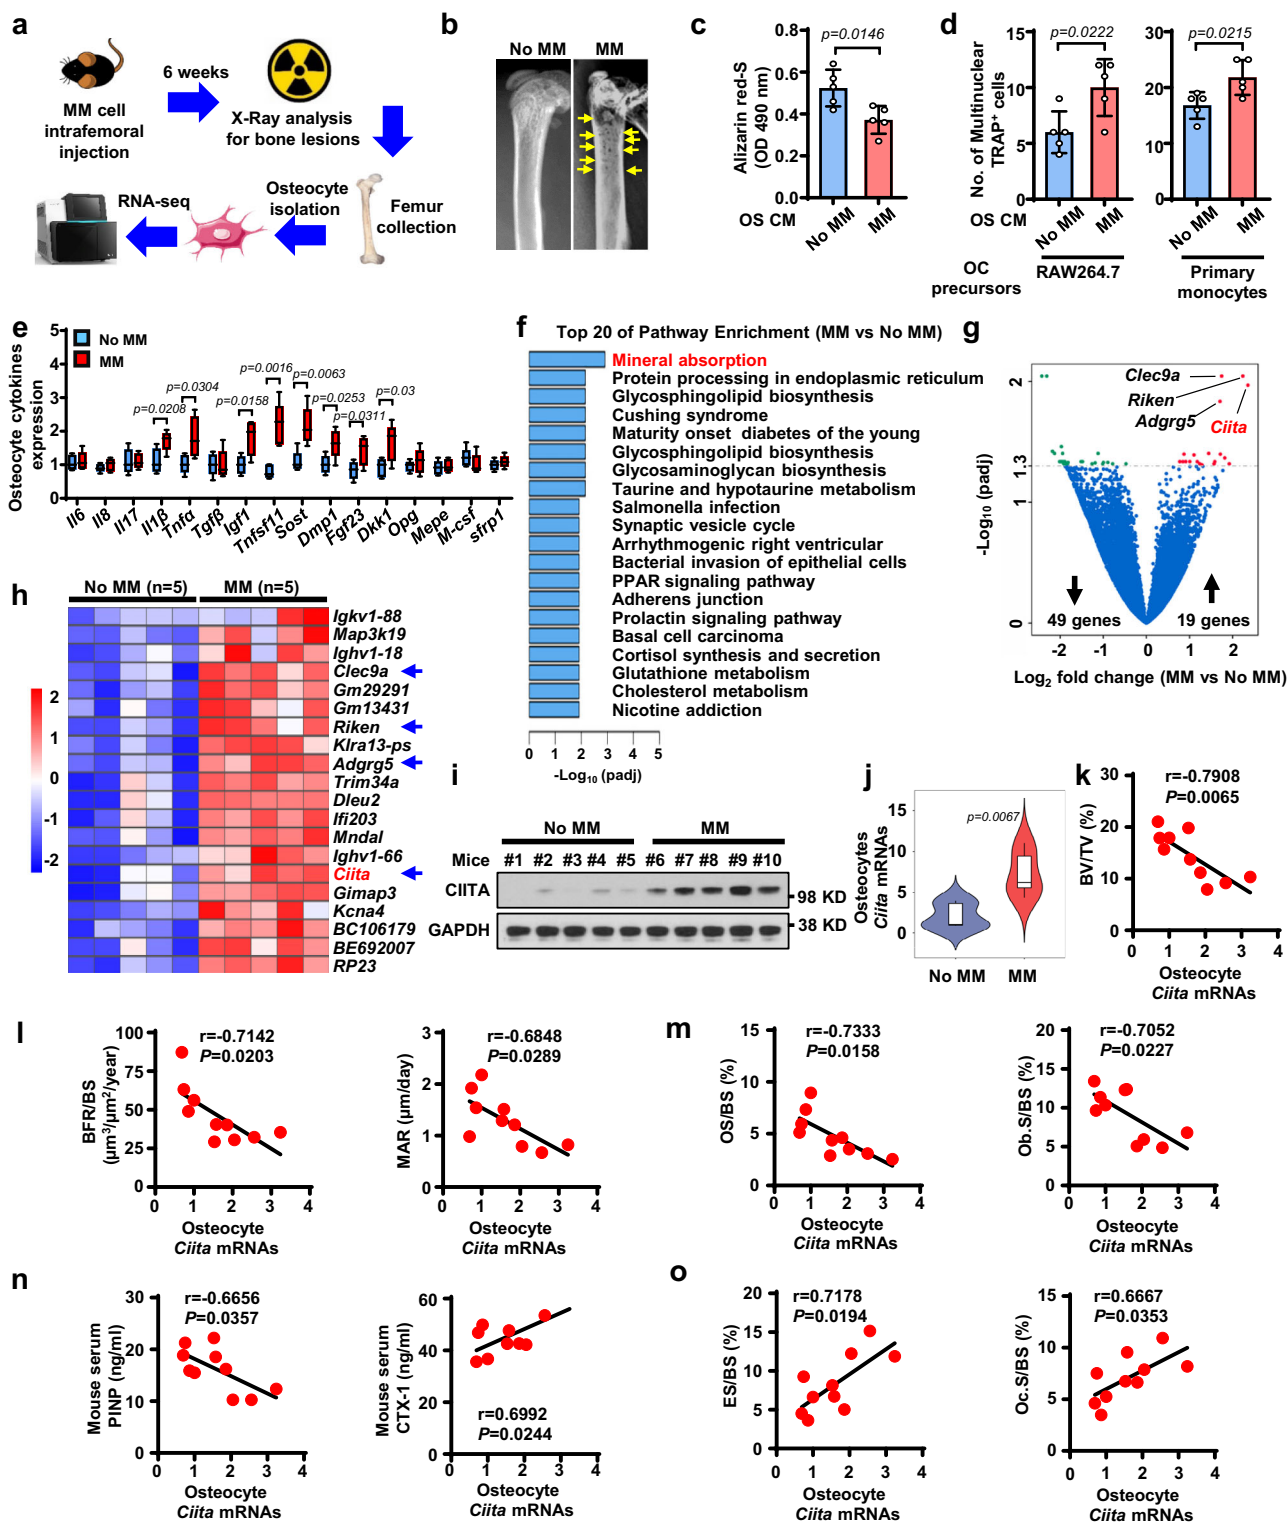 a
MM cell
intrafemoral
injection
6 weeks
X-Ray analysis
for bone lesions
RNA-seq
Osteocyte
isolation
Femur
collection
b
No MM
MM
c
p=0.0146
Alizarin red-S
(OD 490 nm)
0.8
0.6
0.4
0.2
0.0
OS CM
No MM
MM
d
p=0.0222
p=0.0215
No. of Multinuclear
TRAP+ cells
15
10
5
0
30
20
10
0
OS CM
No MM
MM
No MM
MM
OC
precursors
RAW264.7
Primary
monocytes
e
No MM
MM
Osteocyte cytokines
expression
5
4
3
2
1
0
p=0.0208
p=0.0304
p=0.0158
p=0.0016
p=0.0063
p=0.0253
p=0.0311
p=0.03
Il6
Il8
Il17
Il1β
Tnfα
Tgfβ
Igf1
Tnfsf11
Sost
Dmp1
Fgf23
Dkk1
Opg
Mepe
M-csf
sfrp1
f
Top 20 of Pathway Enrichment (MM vs No MM)
Mineral absorption
Protein processing in endoplasmic reticulum
Glycosphingolipid biosynthesis
Cushing syndrome
Maturity onset diabetes of the young
Glycosphingolipid biosynthesis
Glycosaminoglycan biosynthesis
Taurine and hypotaurine metabolism
Salmonella infection
Synaptic vesicle cycle
Arrhythmogenic right ventricular
Bacterial invasion of epithelial cells
PPAR signaling pathway
Adherens junction
Prolactin signaling pathway
Basal cell carcinoma
Cortisol synthesis and secretion
Glutathione metabolism
Cholesterol metabolism
Nicotine addiction
0 1 2 3 4 5
-Log10 (padj)
g
Clec9a
Riken
Adgrg5
Ciita
-Log10 (padj)
2
1.3
1
0
49 genes
19 genes
-2 -1 0 1 2
Log2 fold change (MM vs No MM)
h
No MM (n=5)
MM (n=5)
2
1
0
-1
-2
Igkv1-88
Map3k19
Ighv1-18
Clec9a
Gm29291
Gm13431
Riken
Klra13-ps
Adgrg5
Trim34a
Dleu2
Ifi203
Mndal
Ighv1-66
Ciita
Gimap3
Kcna4
BC106179
BE692007
RP23
i
No MM
MM
Mice #1 #2 #3 #4 #5 #6 #7 #8 #9 #10
CIITA
98 KD
GAPDH
38 KD
j
p=0.0067
Osteocytes
Ciita mRNAs
15
10
5
0
No MM
MM
k
r=-0.7908
P=0.0065
BV/TV (%)
30
20
10
0
0 1 2 3 4
Osteocyte
Ciita mRNAs
l
r=-0.7142
P=0.0203
BFR/BS
(µm3/µm2/year)
100
75
50
25
0
0 1 2 3 4
Osteocyte
Ciita mRNAs
r=-0.6848
P=0.0289
MAR (µm/day)
3
2
1
0
0 1 2 3 4
Osteocyte
Ciita mRNAs
m
r=-0.7333
P=0.0158
OS/BS (%)
15
10
5
0
0 1 2 3 4
Osteocyte
Ciita mRNAs
r=-0.7052
P=0.0227
Ob.S/BS (%)
20
15
10
5
0
0 1 2 3 4
Osteocyte
Ciita mRNAs
n
r=-0.6656
P=0.0357
Mouse serum
PINP (ng/ml)
30
20
10
0
0 1 2 3 4
Osteocyte
Ciita mRNAs
r=0.6992
P=0.0244
Mouse serum
CTX-1 (ng/ml)
60
40
20
0
0 1 2 3 4
Osteocyte
Ciita mRNAs
o
r=0.7178
P=0.0194
ES/BS (%)
20
15
10
5
0
0 1 2 3 4
Osteocyte
Ciita mRNAs
r=0.6667
P=0.0353
Oc.S/BS (%)
15
10
5
0
0 1 2 3 4
Osteocyte
Ciita mRNAs